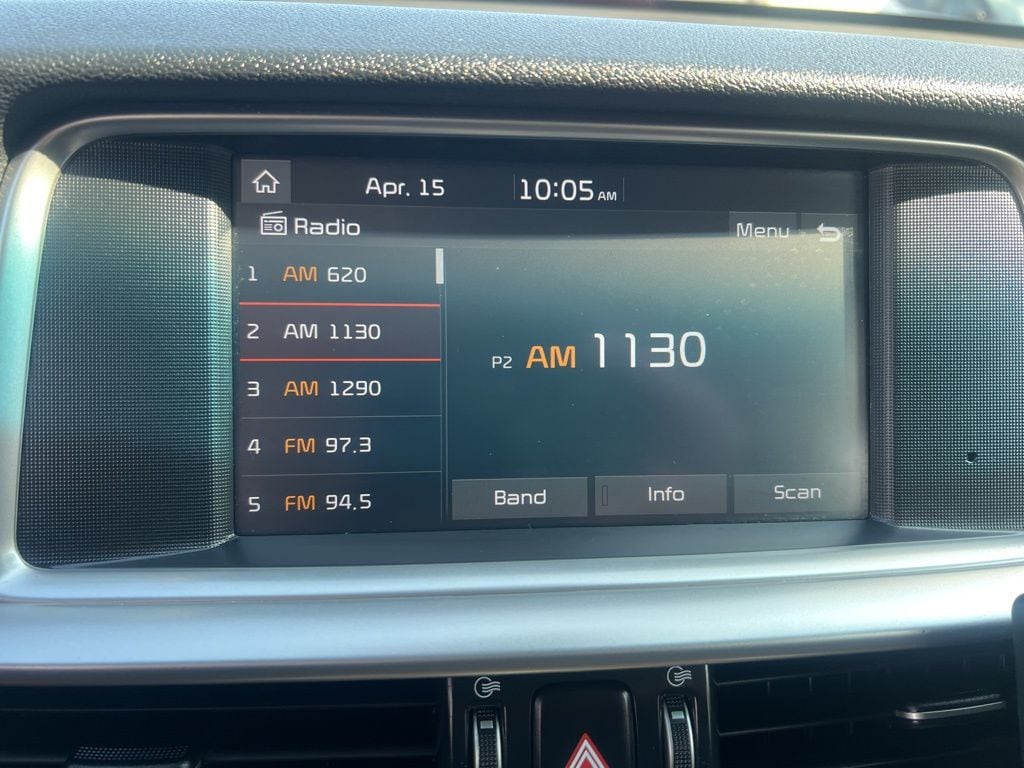 Apr. 15 10:05 AM
Radio Menu
1 AM 620
2 AM 1130
P2 AM 1130
3 AM 1290
4 FM 97.3
5 FM 94.5
Band Info Scan